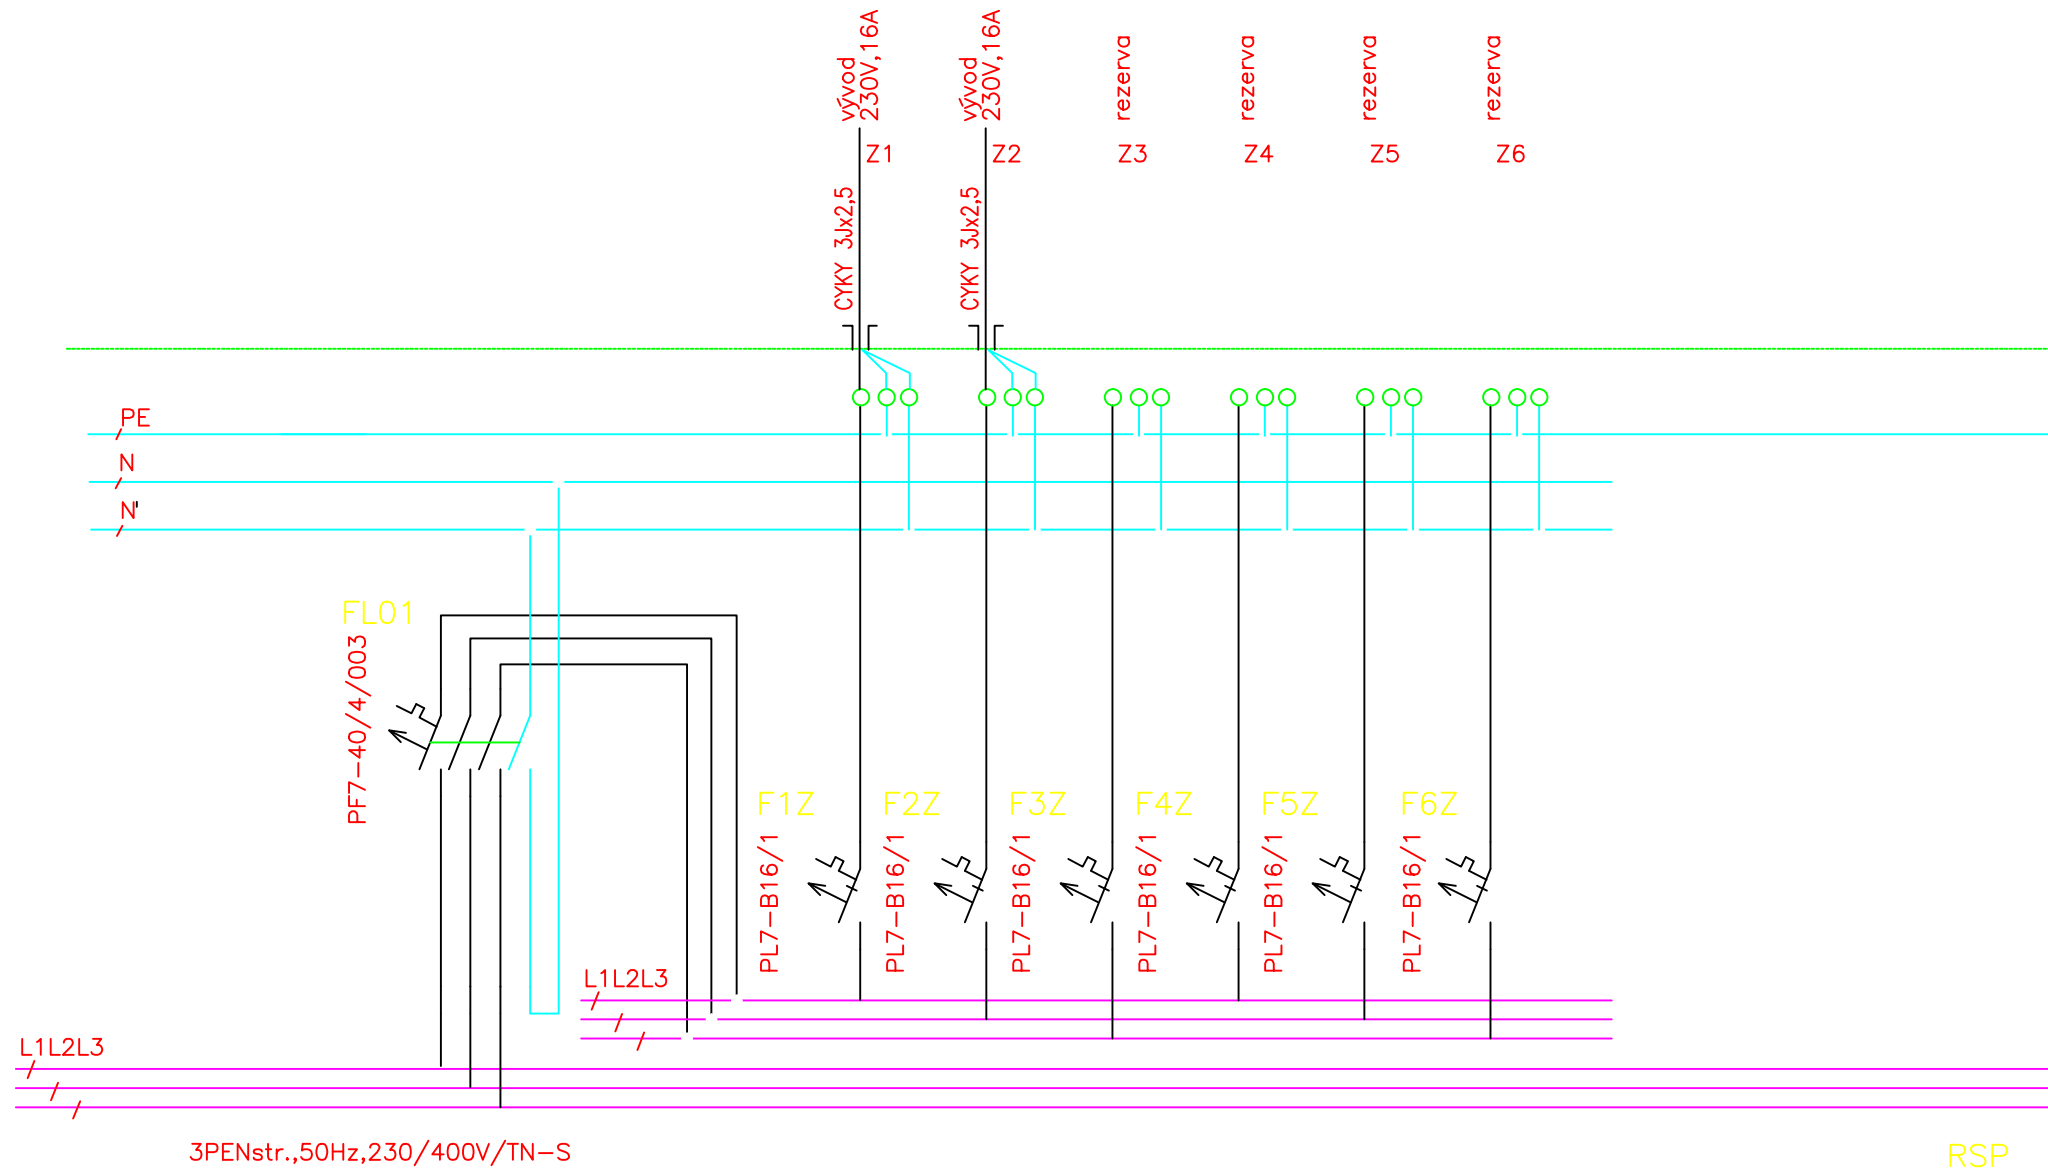 vývod
230V,16A
vývod
230V,16A
rezerva
rezerva
rezerva
rezerva
Z1
Z2
Z3
Z4
Z5
Z6
CYKY 3Jx2,5
CYKY 3Jx2,5
PE
N
N'
FLO1
PF7-40/4/003
F1Z
F2Z
F3Z
F4Z
F5Z
F6Z
PL7-B16/1
PL7-B16/1
PL7-B16/1
PL7-B16/1
PL7-B16/1
PL7-B16/1
L1L2L3
L1L2L3
3PENstr.,50Hz,230/400V/TN-S
RSP